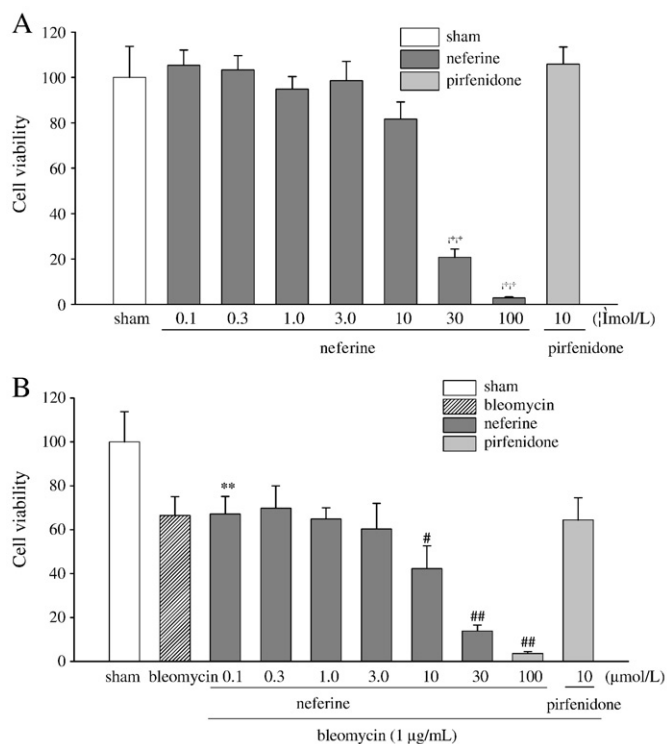 A
120
100
80
60
40
20
0
Cell viability
sham
neferine
pirfenidone
sham 0.1 0.3 1.0 3.0 10 30 100 10 (¦Ìmol/L)
neferine pirfenidone
B
120
100
80
60
40
20
0
Cell viability
sham
bleomycin
neferine
pirfenidone
**
#
##
##
sham bleomycin 0.1 0.3 1.0 3.0 10 30 100 10 (μmol/L)
neferine pirfenidone
bleomycin (1 μg/mL)